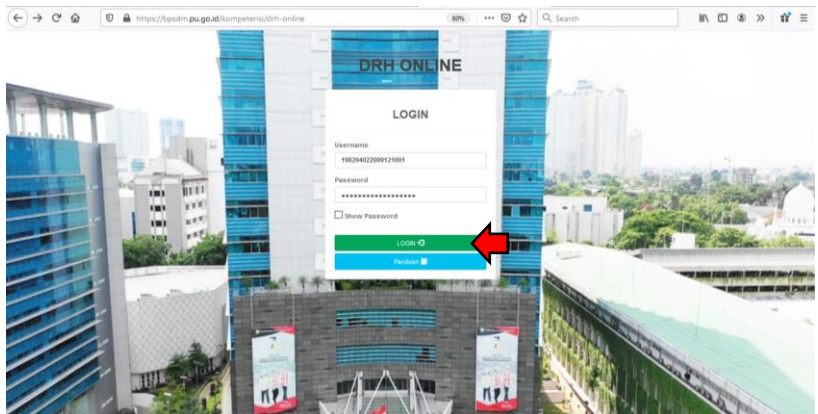 https://bpsdm.pu.go.id/kompetensi/drh-online
80%
Search
DRH ONLINE
LOGIN
Username
198204022009121001
Password
••••••••••••••••••
Show Password
LOGIN
Panduan